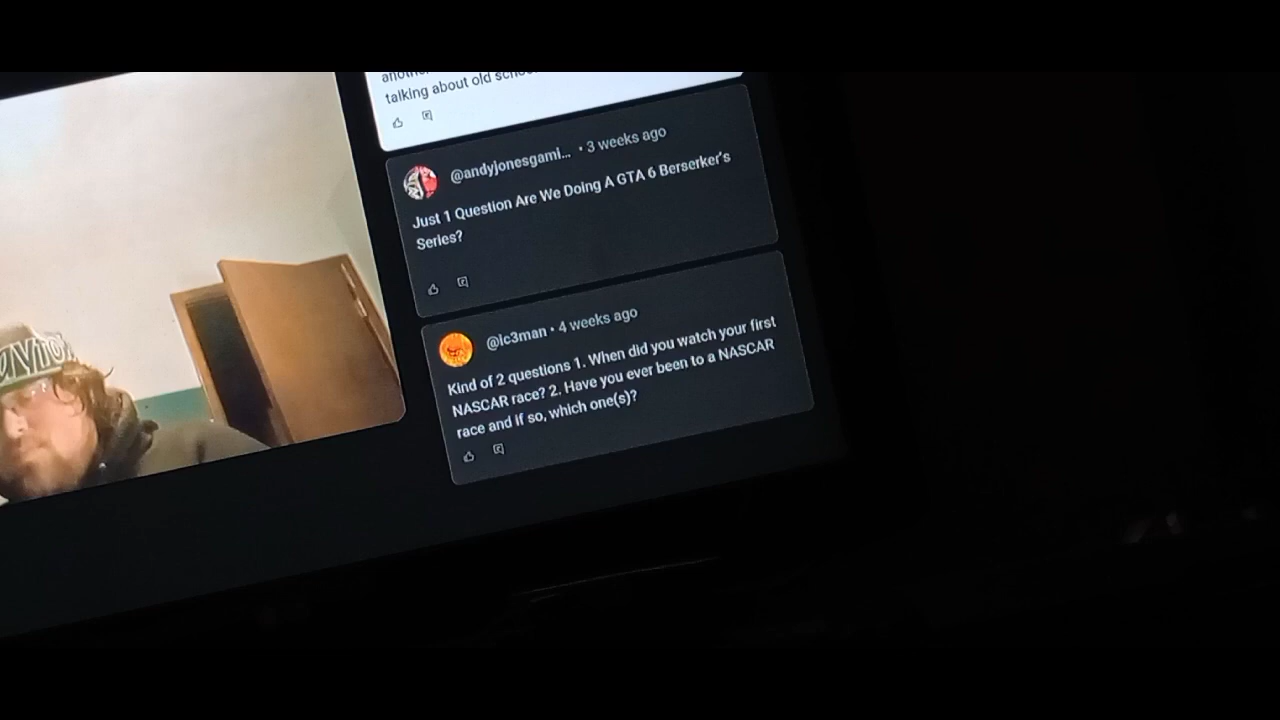 talking about old
@andyjonesgami... • 3 weeks ago
Just 1 Question Are We Doing A GTA 6 Berserker's
Series?
@ic3man • 4 weeks ago
Kind of 2 questions 1. When did you watch your first
NASCAR race? 2. Have you ever been to a NASCAR
race and if so, which one(s)?